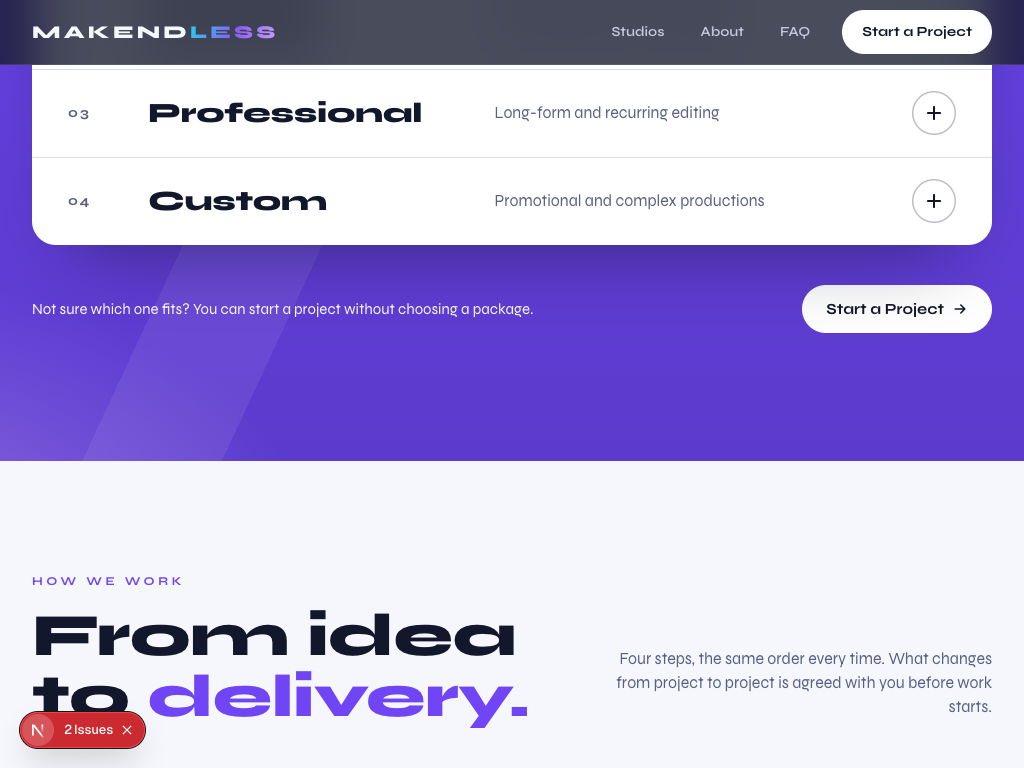 MAKENDLESS
Studios
About
FAQ
Start a Project
03
Professional
Long-form and recurring editing
04
Custom
Promotional and complex productions
Not sure which one fits? You can start a project without choosing a package.
Start a Project
HOW WE WORK
From idea
to delivery.
Four steps, the same order every time. What changes
from project to project is agreed with you before work
starts.
N
2 Issues